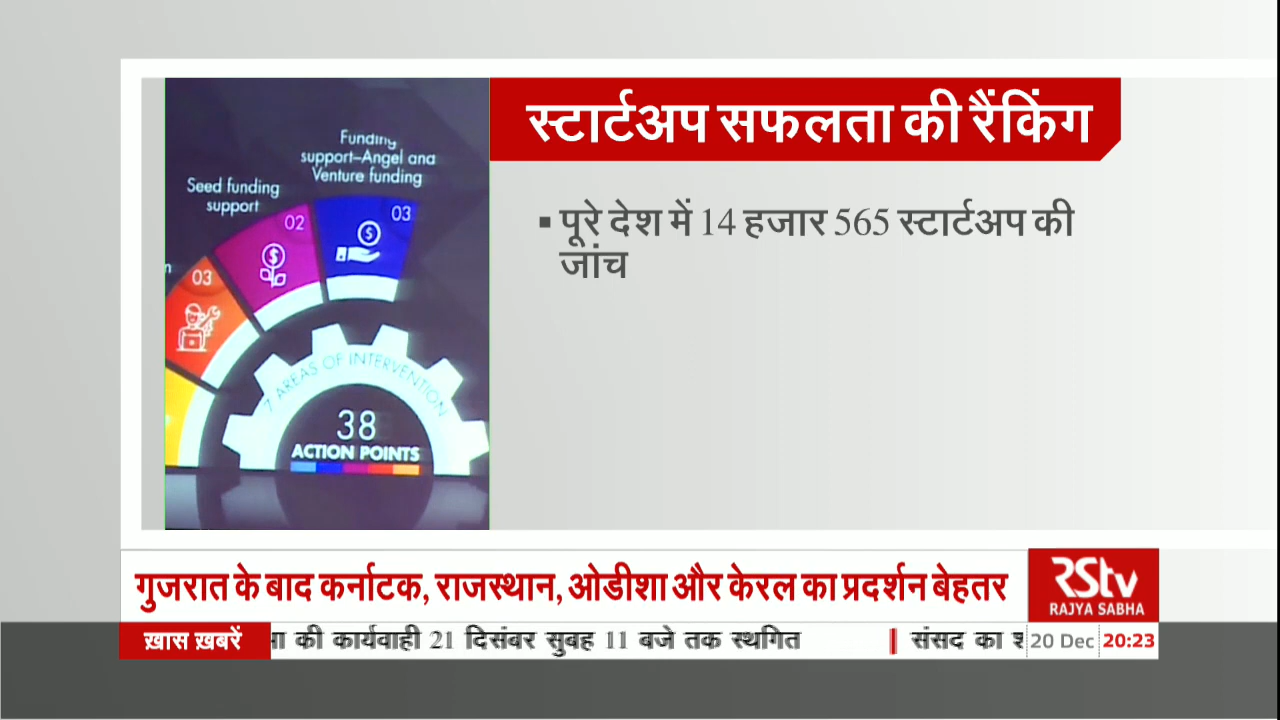 स्टार्टअप सफलता की रैंकिंग
Funding
support–Angel and
Venture funding
Seed funding
support
02
03
03
7 AREAS OF INTERVENTION
38
ACTION POINTS
▪ पूरे देश में 14 हजार 565 स्टार्टअप की
जांच
गुजरात के बाद कर्नाटक, राजस्थान, ओडीशा और केरल का प्रदर्शन बेहतर
RStv
RAJYA SABHA
ख़ास ख़बरें की कार्यवाही 21 दिसंबर सुबह 11 बजे तक स्थगित | संसद का 20 Dec 20:23